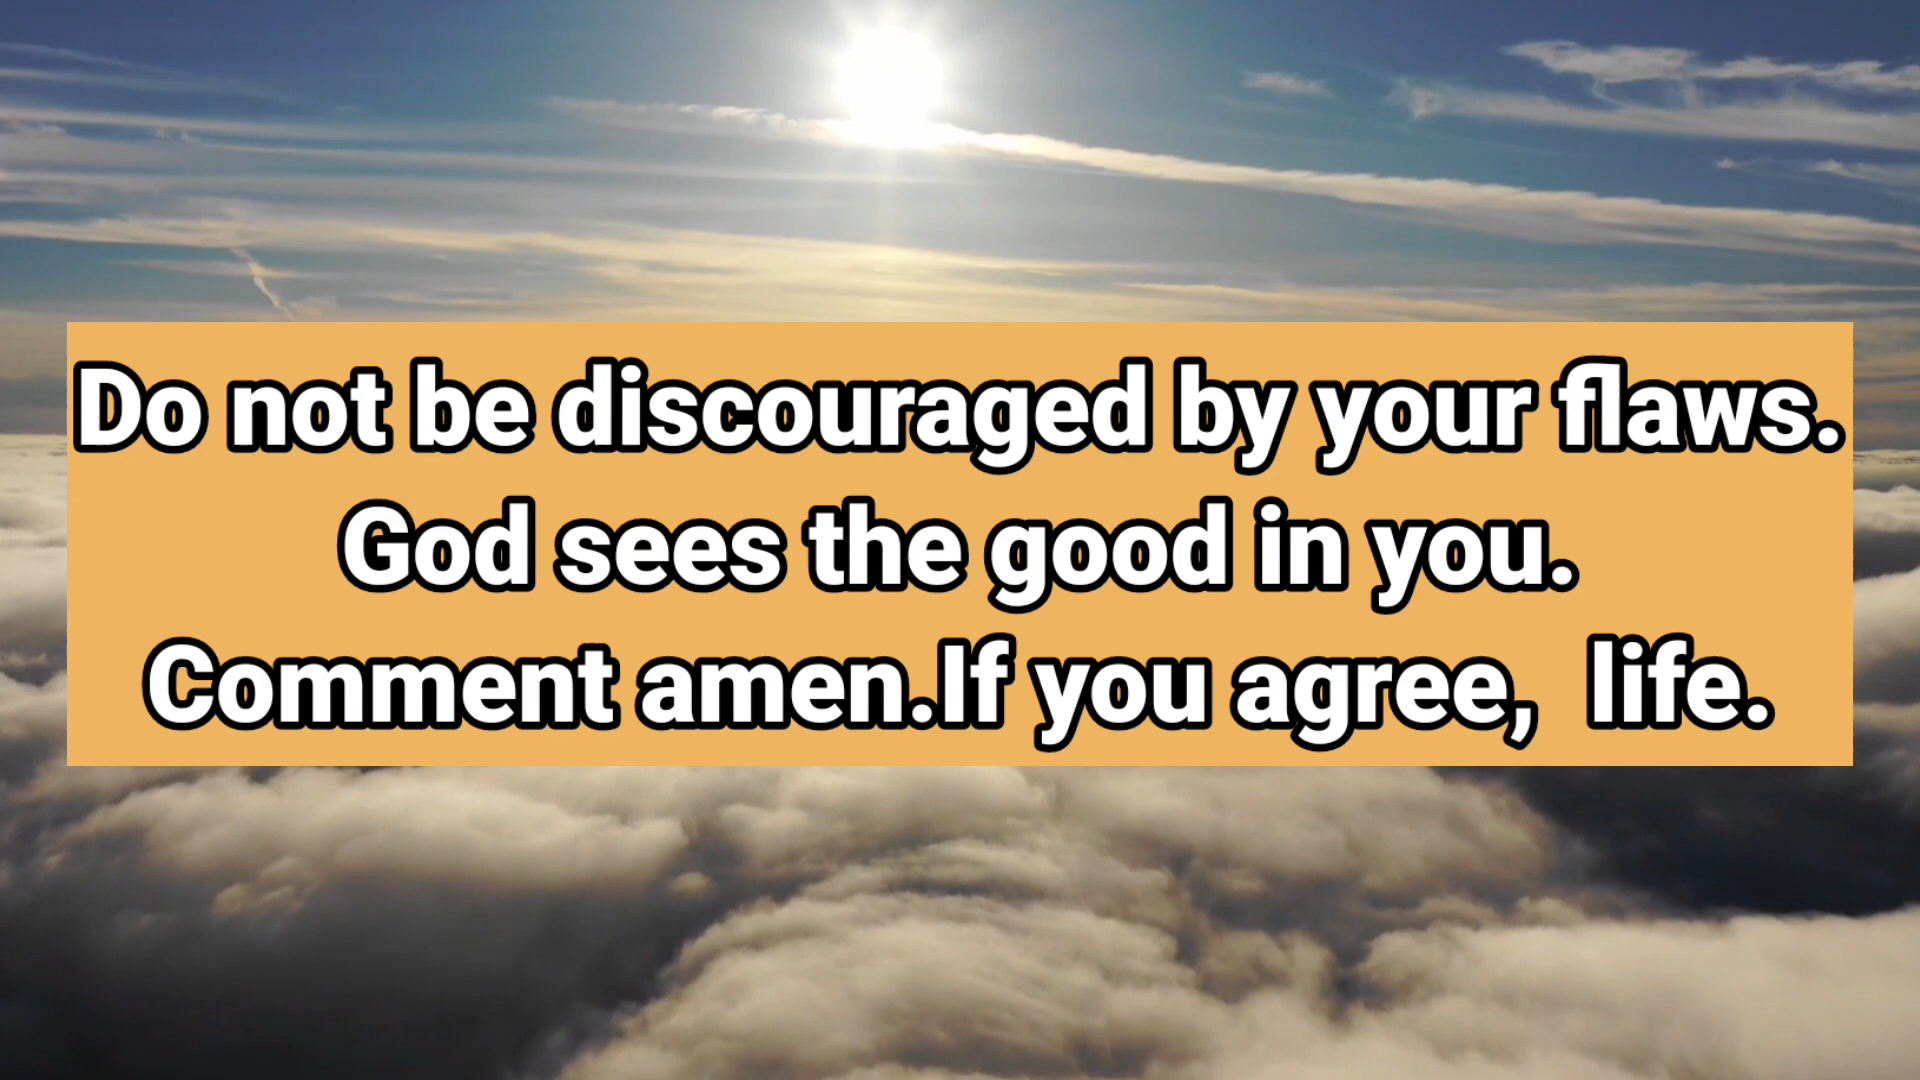 Do not be discouraged by your flaws.
God sees the good in you.
Comment amen.If you agree,  life.